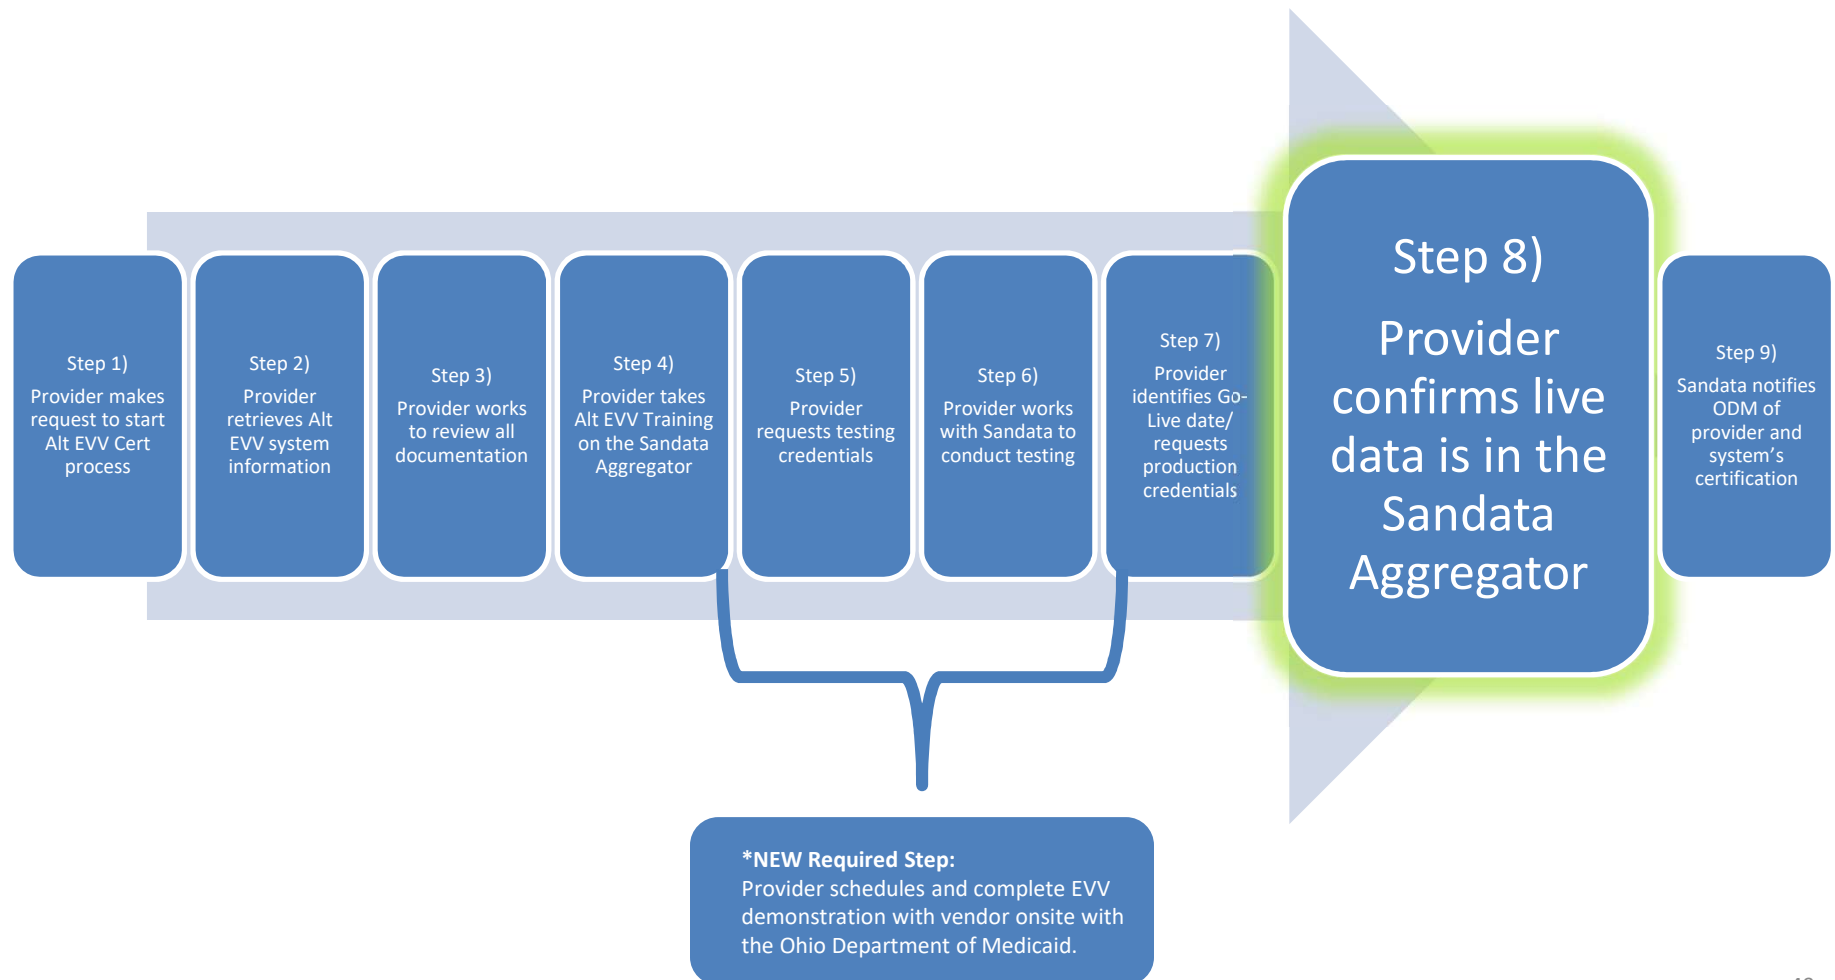 Step 1)
Provider makes
request to start
Alt EVV Cert
process
Step 2)
Provider
retrieves Alt
EVV system
information
Step 3)
Provider works
to review all
documentation
Step 4)
Provider takes
Alt EVV Training
on the Sandata
Aggregator
Step 5)
Provider
requests testing
credentials
Step 6)
Provider works
with Sandata to
conduct testing
Step 7)
Provider
identifies Go-
Live date/
requests
production
credentials
Step 8)
Provider
confirms live
data is in the
Sandata
Aggregator
Step 9)
Sandata notifies
ODM of
provider and
system’s
certification
*NEW Required Step:
Provider schedules and complete EVV
demonstration with vendor onsite with
the Ohio Department of Medicaid.